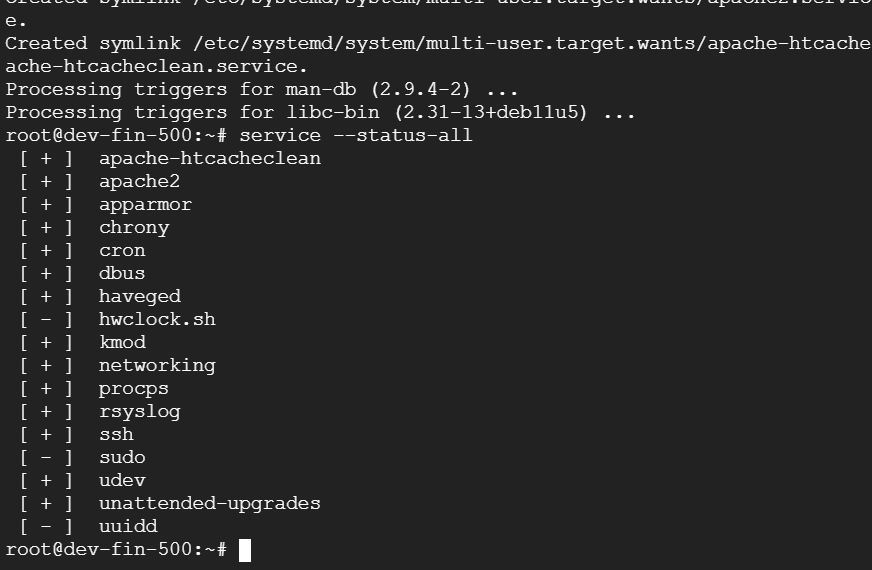 e.
Created symlink /etc/systemd/system/multi-user.target.wants/apache-htcache
ache-htcacheclean.service.
Processing triggers for man-db (2.9.4-2) ...
Processing triggers for libc-bin (2.31-13+deb11u5) ...
root@dev-fin-500:~# service --status-all
 [ + ]  apache-htcacheclean
 [ + ]  apache2
 [ + ]  apparmor
 [ + ]  chrony
 [ + ]  cron
 [ + ]  dbus
 [ + ]  haveged
 [ - ]  hwclock.sh
 [ + ]  kmod
 [ + ]  networking
 [ + ]  procps
 [ + ]  rsyslog
 [ + ]  ssh
 [ - ]  sudo
 [ + ]  udev
 [ + ]  unattended-upgrades
 [ - ]  uuidd
root@dev-fin-500:~#